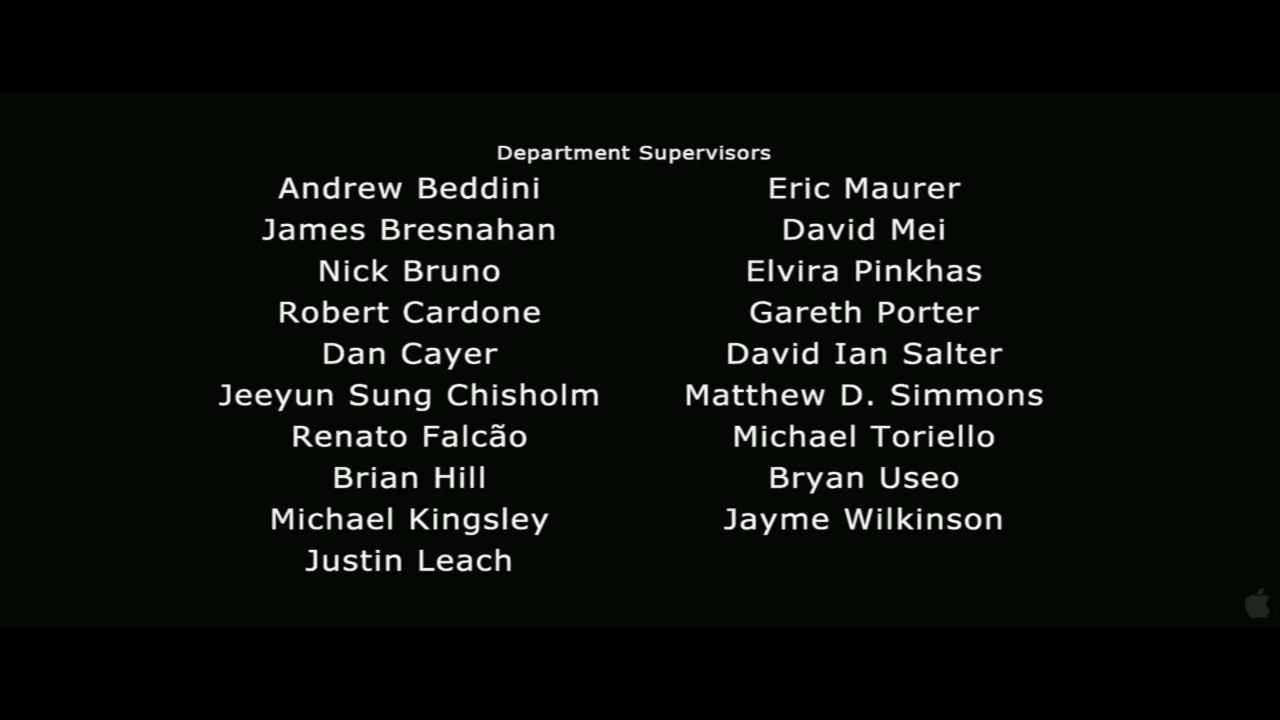 Department Supervisors
Andrew Beddini
James Bresnahan
Nick Bruno
Robert Cardone
Dan Cayer
Jeeyun Sung Chisholm
Renato Falcão
Brian Hill
Michael Kingsley
Justin Leach
Eric Maurer
David Mei
Elvira Pinkhas
Gareth Porter
David Ian Salter
Matthew D. Simmons
Michael Toriello
Bryan Useo
Jayme Wilkinson